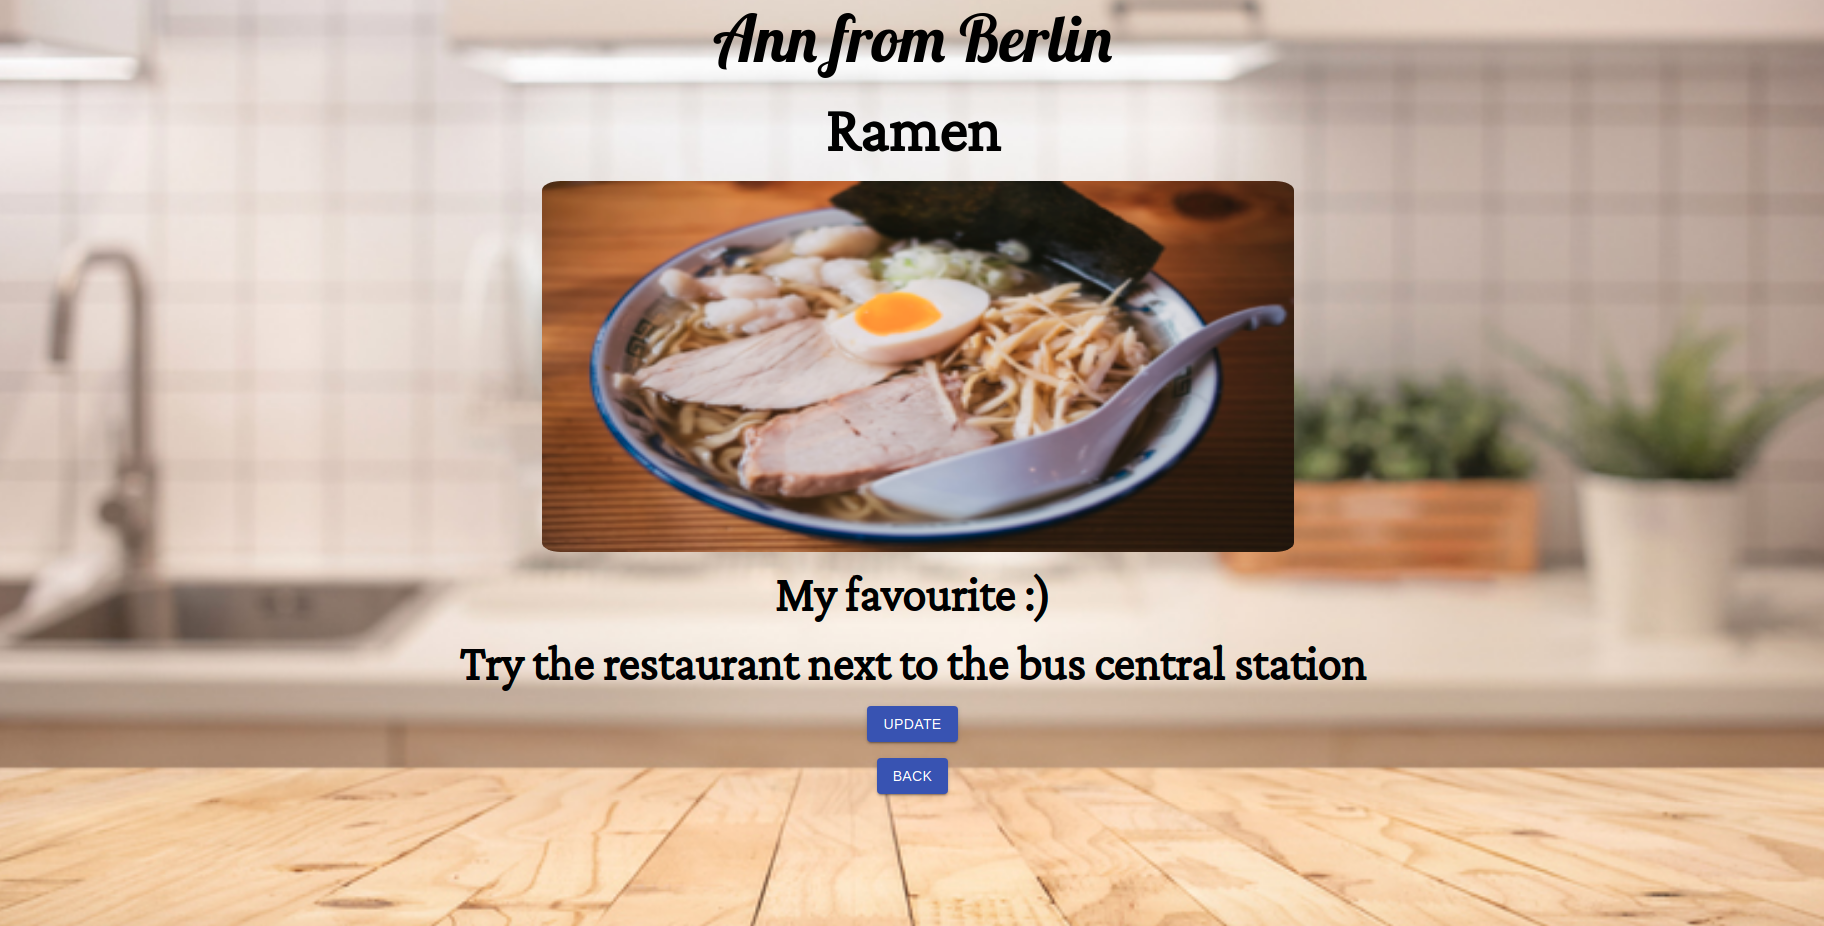 Ann from Berlin
Ramen
My favourite :)
Try the restaurant next to the bus central station
UPDATE
BACK